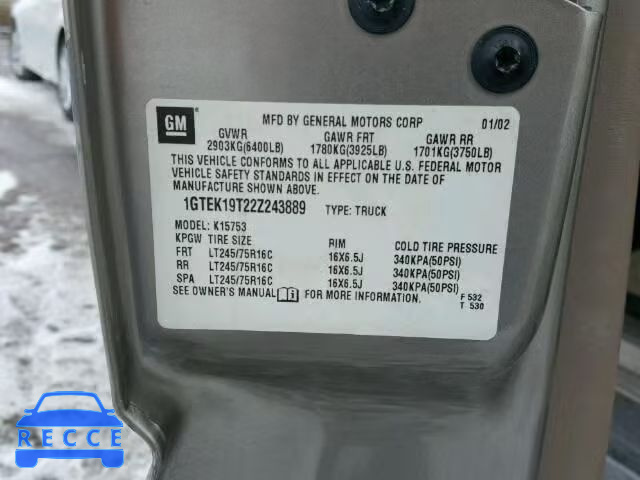 GM
MFD BY GENERAL MOTORS CORP 01/02
GVWR GAWR FRT GAWR RR
2903KG(6400LB) 1780KG(3925LB) 1701KG(3750LB)
THIS VEHICLE CONFORMS TO ALL APPLICABLE U.S. FEDERAL MOTOR
VEHICLE SAFETY STANDARDS IN EFFECT ON THE DATE OF
MANUFACTURE SHOWN ABOVE.
1GTEK19T22Z243889 TYPE: TRUCK
MODEL: K15753
KPGW TIRE SIZE RIM COLD TIRE PRESSURE
FRT LT245/75R16C 16X6.5J 340KPA(50PSI)
RR LT245/75R16C 16X6.5J 340KPA(50PSI)
SPA LT245/75R16C 16X6.5J 340KPA(50PSI)
SEE OWNER'S MANUAL FOR MORE INFORMATION.
F 532
T 530
RECCE